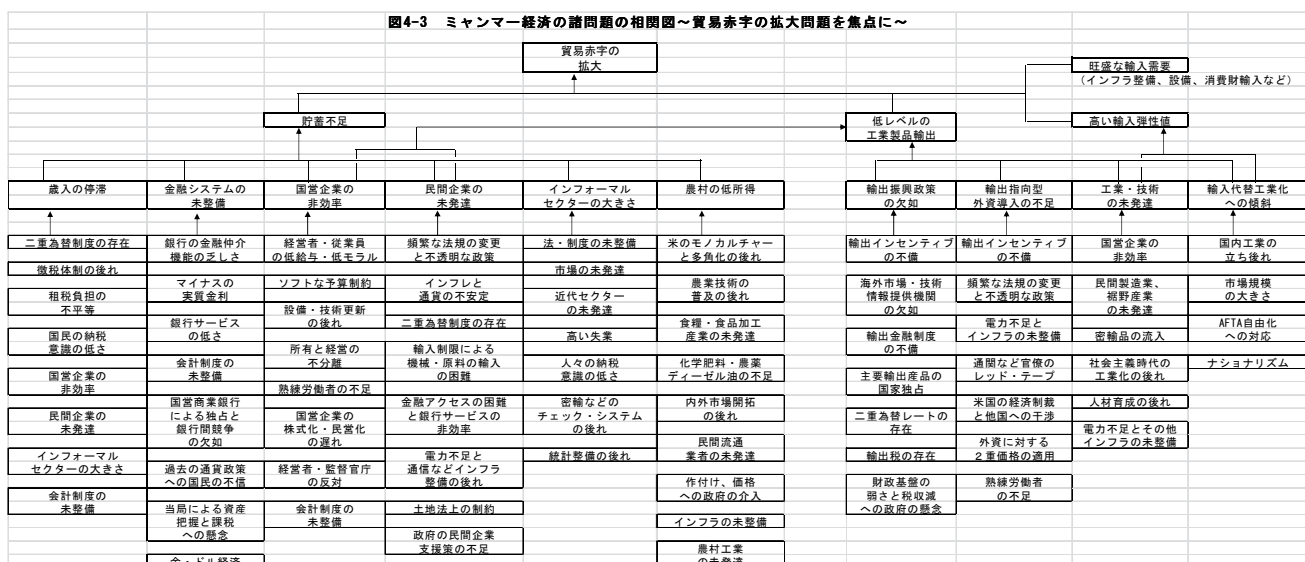 図4-3　ミャンマー経済の諸問題の相関図～貿易赤字の拡大問題を焦点に～
貿易赤字の
拡大
旺盛な輸入需要
（インフラ整備、設備、消費財輸入など）
貯蓄不足
低レベルの
工業製品輸出
高い輸入弾性値
歳入の停滞
金融システムの
未整備
国営企業の
非効率
民間企業の
未発達
インフォーマル
セクターの大きさ
農村の低所得
輸出振興政策
の欠如
輸出指向型
外資導入の不足
工業・技術
の未発達
輸入代替工業化
への傾斜
二重為替制度の存在
徴税体制の後れ
租税負担の
不平等
国民の納税
意識の低さ
国営企業の
非効率
民間企業の
未発達
インフォーマル
セクターの大きさ
会計制度の
未整備
銀行の金融仲介
機能の乏しさ
マイナスの
実質金利
銀行サービス
の低さ
会計制度の
未整備
国営商業銀行
による独占と
銀行間競争
の欠如
過去の通貨政策
への国民の不信
当局による資産
把握と課税
への懸念
金・ドル経済
経営者・従業員
の低給与・低モラル
ソフトな予算制約
設備・技術更新
の後れ
所有と経営の
不分離
熟練労働者の不足
国営企業の
株式化・民営化
の遅れ
経営者・監督官庁
の反対
会計制度の
未整備
頻繁な法規の変更
と不透明な政策
インフレと
通貨の不安定
二重為替制度の存在
輸入制限による
機械・原料の輸入
の困難
金融アクセスの困難
と銀行サービスの
非効率
電力不足と
通信などインフラ
整備の後れ
土地法上の制約
政府の民間企業
支援策の不足
法・制度の未整備
市場の未発達
近代セクター
の未発達
高い失業
人々の納税
意識の低さ
密輸などの
チェック・システム
の後れ
統計整備の後れ
米のモノカルチャー
と多角化の後れ
農業技術の
普及の後れ
食糧・食品加工
産業の未発達
化学肥料・農薬
ディーゼル油の不足
内外市場開拓
の後れ
民間流通
業者の未発達
作付け、価格
への政府の介入
インフラの未整備
農村工業
の未発達
輸出インセンティブ
の不備
海外市場・技術
情報提供機関
の欠如
輸出金融制度
の不備
主要輸出産品の
国家独占
二重為替レートの
存在
輸出税の存在
財政基盤の
弱さと税収減
への政府の懸念
輸出インセンティブ
の不備
頻繁な法規の変更
と不透明な政策
電力不足と
インフラの未整備
通関など官僚の
レッド・テープ
米国の経済制裁
と他国への干渉
外資に対する
２重価格の適用
熟練労働者
の不足
国営企業の
非効率
民間製造業、
裾野産業
の未発達
密輸品の流入
社会主義時代の
工業化の後れ
人材育成の後れ
電力不足とその他
インフラの未整備
国内工業の
立ち後れ
市場規模
の大きさ
AFTA自由化
への対応
ナショナリズム